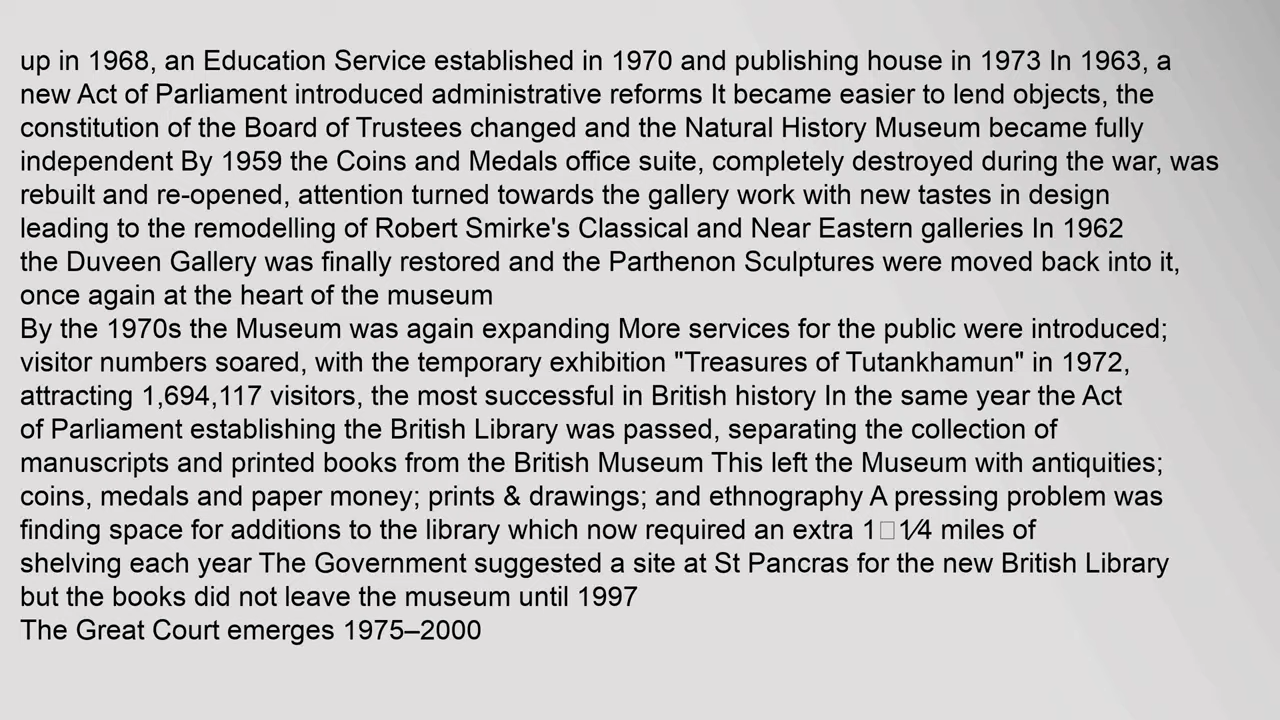 up in 1968, an Education Service established in 1970 and publishing house in 1973 In 1963, a
new Act of Parliament introduced administrative reforms It became easier to lend objects, the
constitution of the Board of Trustees changed and the Natural History Museum became fully
independent By 1959 the Coins and Medals office suite, completely destroyed during the war, was
rebuilt and re-opened, attention turned towards the gallery work with new tastes in design
leading to the remodelling of Robert Smirke's Classical and Near Eastern galleries In 1962
the Duveen Gallery was finally restored and the Parthenon Sculptures were moved back into it,
once again at the heart of the museum
By the 1970s the Museum was again expanding More services for the public were introduced;
visitor numbers soared, with the temporary exhibition "Treasures of Tutankhamun" in 1972,
attracting 1,694,117 visitors, the most successful in British history In the same year the Act
of Parliament establishing the British Library was passed, separating the collection of
manuscripts and printed books from the British Museum This left the Museum with antiquities;
coins, medals and paper money; prints & drawings; and ethnography A pressing problem was
finding space for additions to the library which now required an extra 1□1⁄4 miles of
shelving each year The Government suggested a site at St Pancras for the new British Library
but the books did not leave the museum until 1997
The Great Court emerges 1975–2000